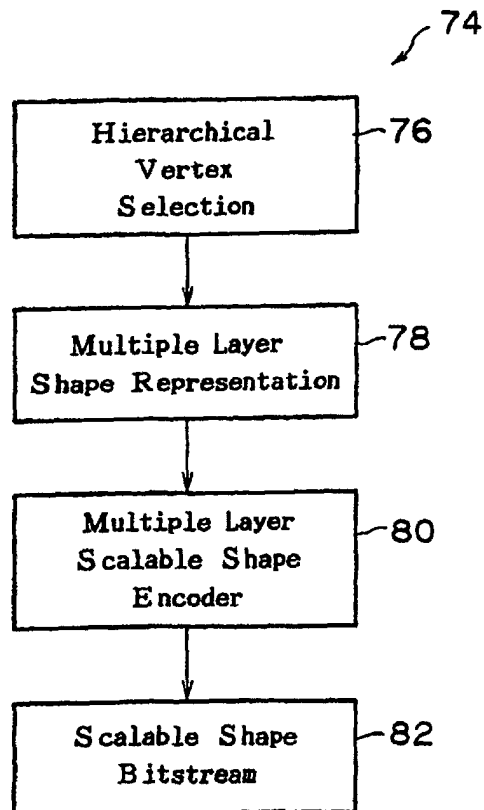 74
Hierarchical
Vertex
Selection
76
Multiple Layer
Shape Representation
78
Multiple Layer
Scalable Shape
Encoder
80
Scalable Shape
Bitstream
82